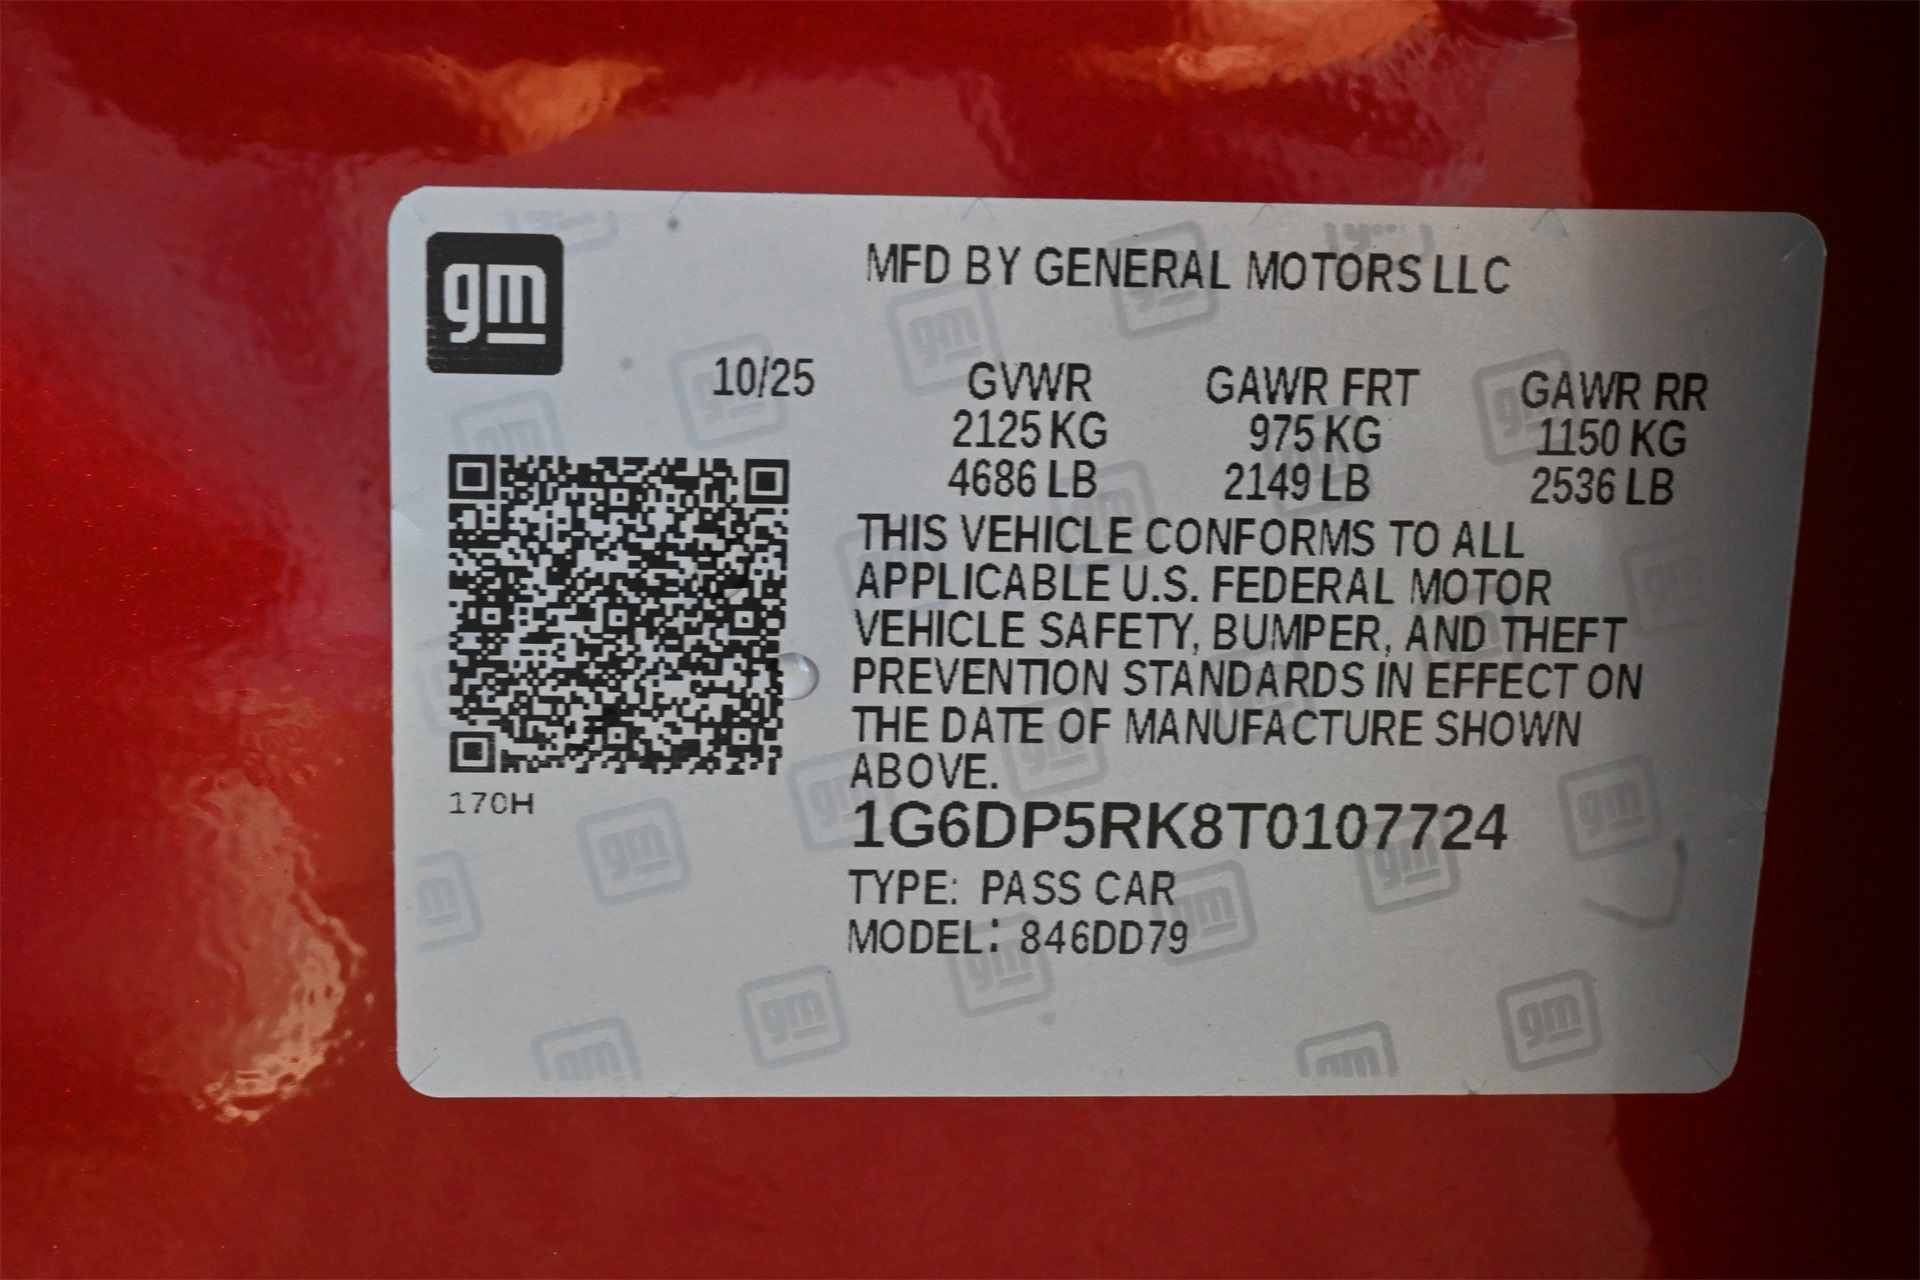 gm
MFD BY GENERAL MOTORS LLC
10/25 GVWR GAWR FRT GAWR RR
2125 KG 975 KG 1150 KG
4686 LB 2149 LB 2536 LB
THIS VEHICLE CONFORMS TO ALL
APPLICABLE U.S. FEDERAL MOTOR
VEHICLE SAFETY, BUMPER, AND THEFT
PREVENTION STANDARDS IN EFFECT ON
THE DATE OF MANUFACTURE SHOWN
ABOVE.
170H
1G6DP5RK8T0107724
TYPE: PASS CAR
MODEL: 846DD79